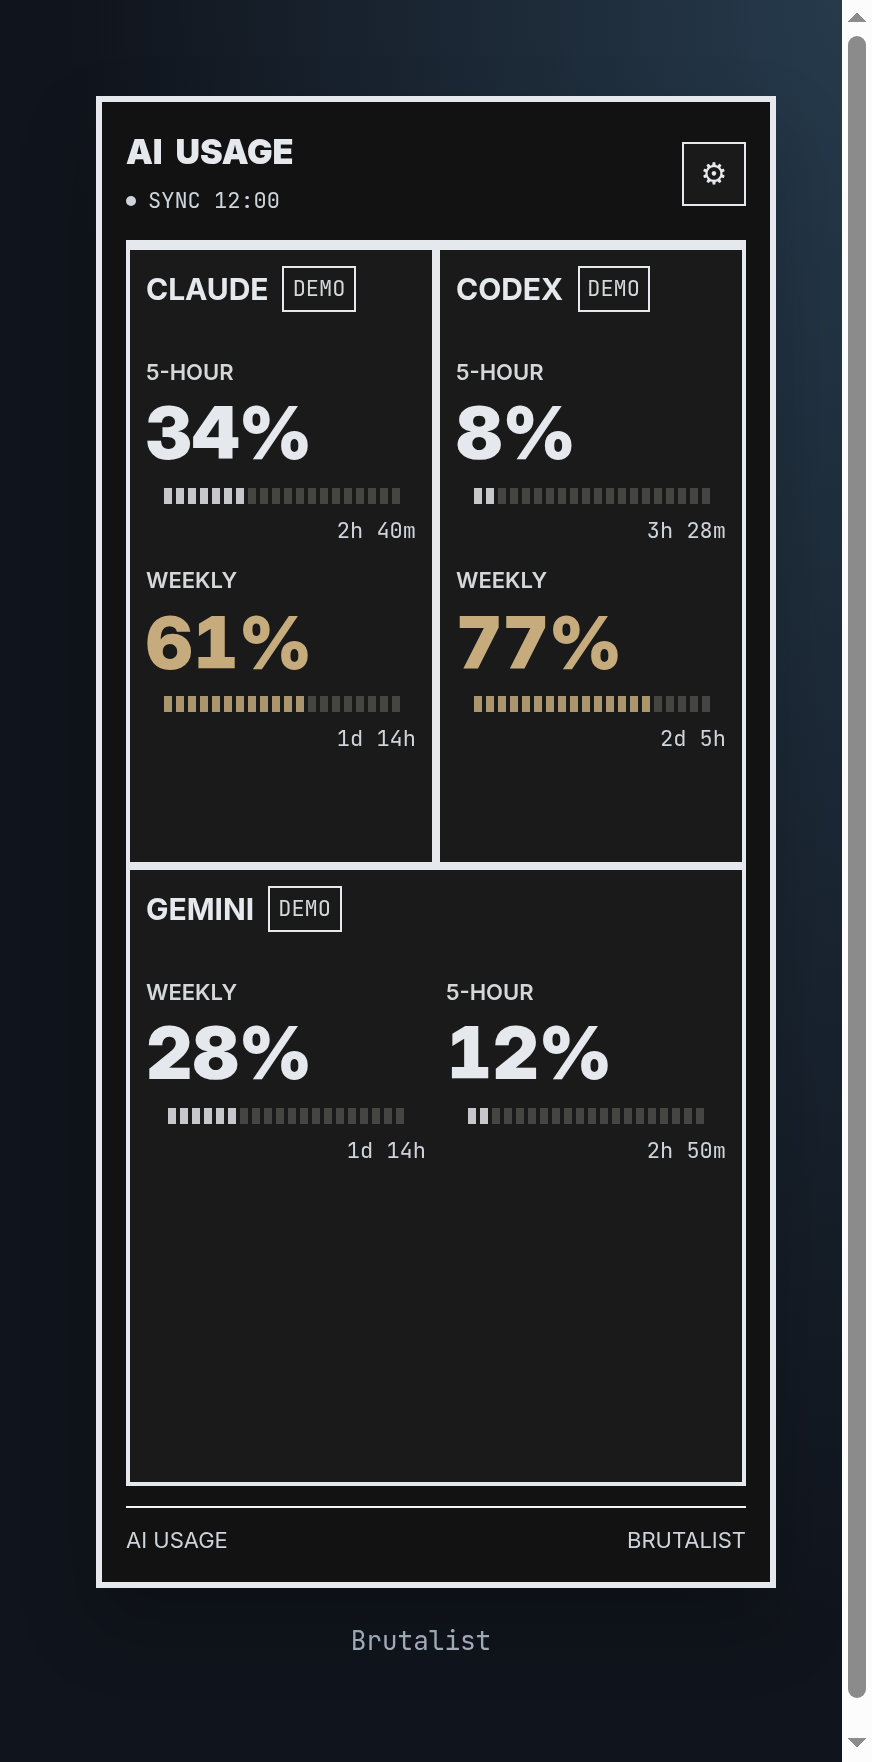 AI USAGE
SYNC 12:00
⚙
CLAUDE DEMO
5-HOUR
34%
2h 40m
WEEKLY
61%
1d 14h
CODEX DEMO
5-HOUR
8%
3h 28m
WEEKLY
77%
2d 5h
GEMINI DEMO
WEEKLY
28%
1d 14h
5-HOUR
12%
2h 50m
AI USAGE
BRUTALIST
Brutalist